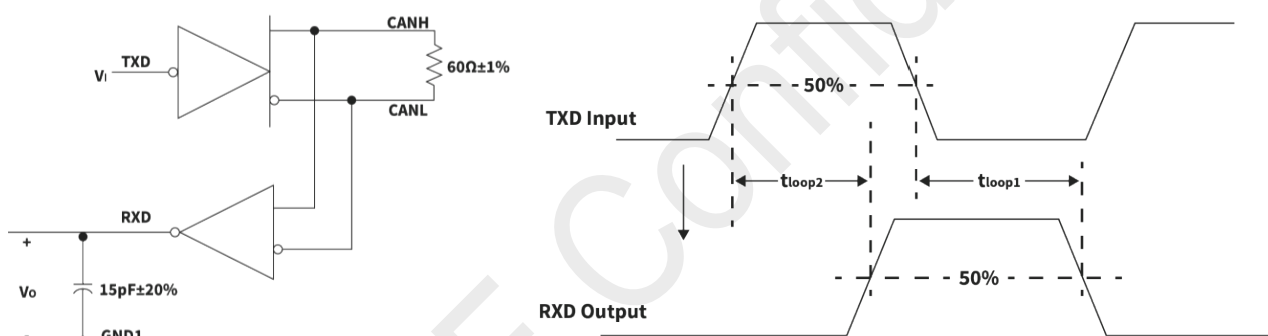 CANH
TXD
VI
60Ω±1%
CANL
RXD
+
VO
15pF±20%
GND1
TXD Input
50%
tloop2
tloop1
50%
RXD Output